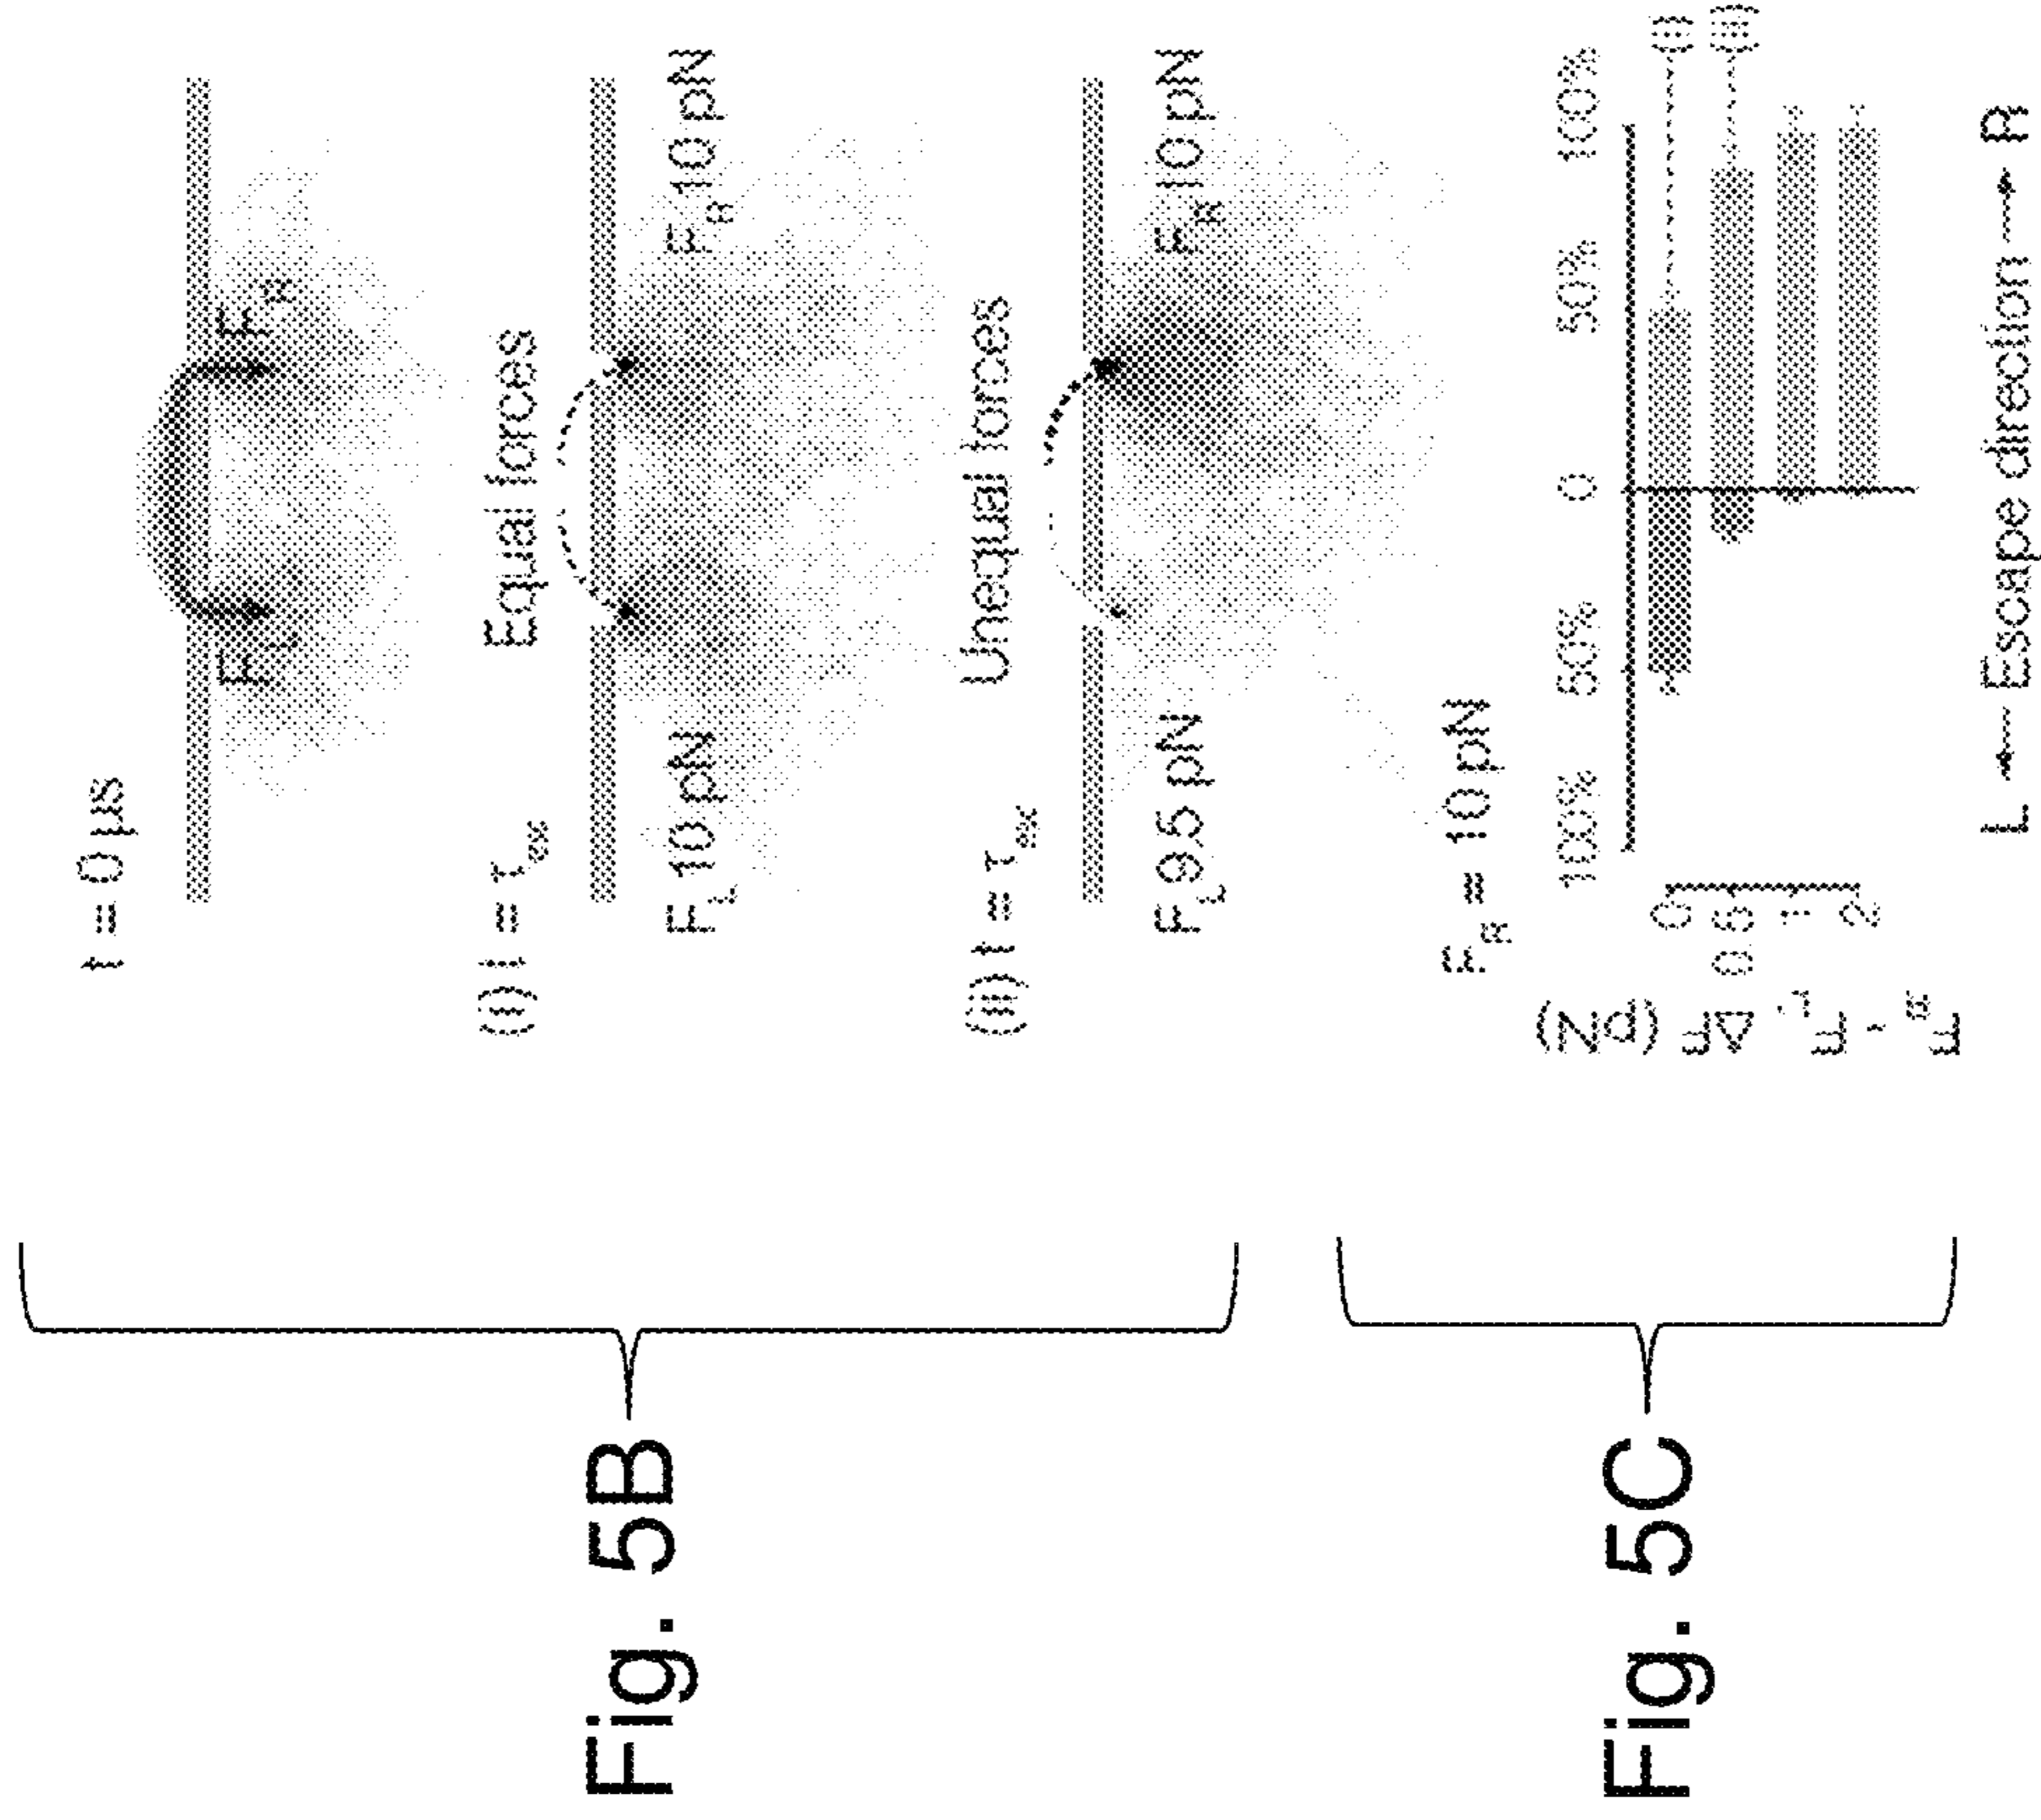 Fig. 5B
t = 0 µs
F_L F_R
(i) t = τ_esc
Equal forces
F_L 10 pN
F_R 10 pN
(ii) t = τ_esc
Unequal forces
F_L 9.5 pN
F_R 10 pN
Fig. 5C
F_R = 10 pN
100% 50% 0 50% 100%
F_R - F_L, ΔF (pN)
0 (i)
0.5 (ii)
1
2
L ← Escape direction → R